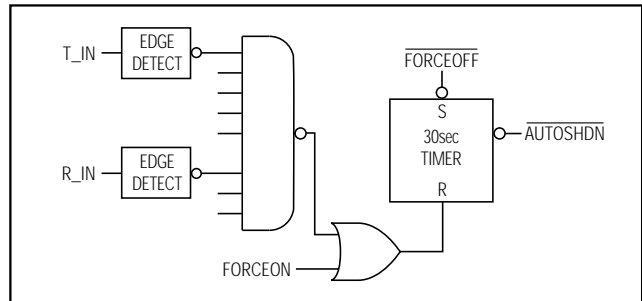 T_IN
EDGE
DETECT
R_IN
EDGE
DETECT
FORCEON
FORCEOFF
S
30sec
TIMER
R
AUTOSHDN